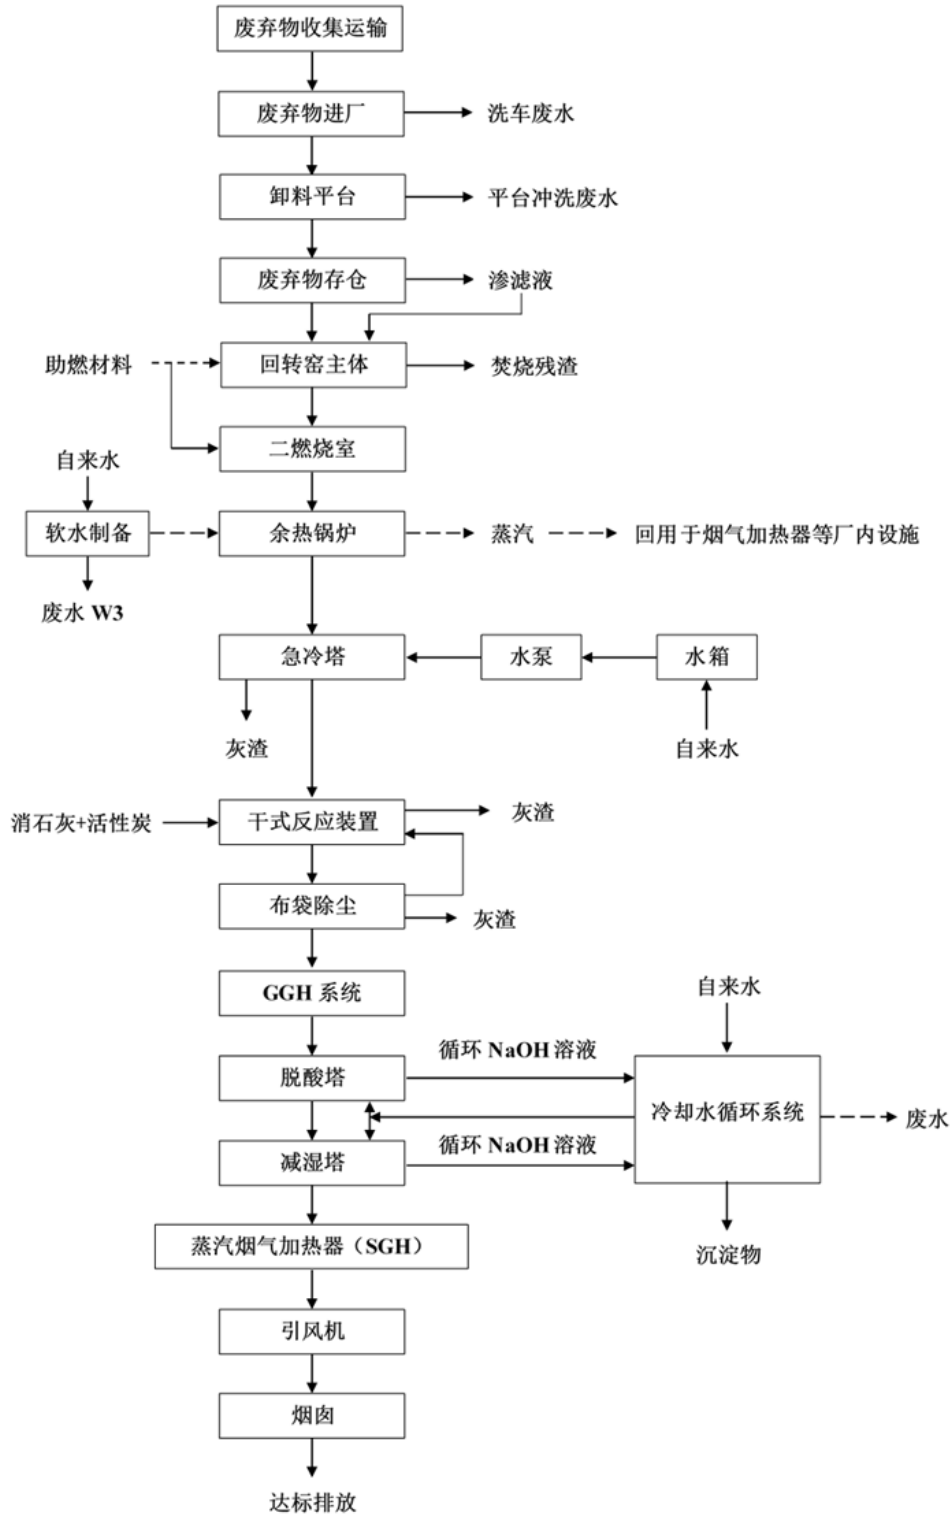 废弃物收集运输
废弃物进厂
洗车废水
卸料平台
平台冲洗废水
废弃物存仓
渗滤液
助燃材料
回转窑主体
焚烧残渣
二燃烧室
自来水
软水制备
余热锅炉
蒸汽
回用于烟气加热器等厂内设施
废水 W3
急冷塔
水泵
水箱
灰渣
自来水
消石灰+活性炭
干式反应装置
灰渣
布袋除尘
灰渣
GGH 系统
自来水
循环 NaOH 溶液
脱酸塔
冷却水循环系统
废水
循环 NaOH 溶液
减湿塔
蒸汽烟气加热器（SGH）
沉淀物
引风机
烟囱
达标排放